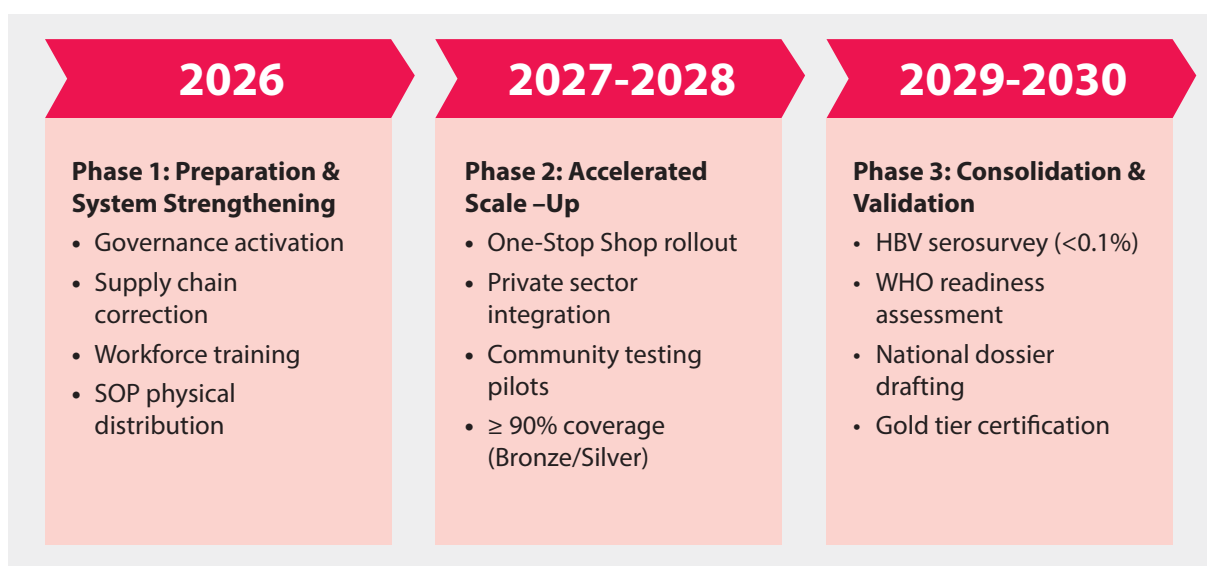 2026
Phase 1: Preparation &
System Strengthening
• Governance activation
• Supply chain
correction
• Workforce training
• SOP physical
distribution
2027-2028
Phase 2: Accelerated
Scale –Up
• One-Stop Shop rollout
• Private sector
integration
• Community testing
pilots
• ≥ 90% coverage
(Bronze/Silver)
2029-2030
Phase 3: Consolidation &
Validation
• HBV serosurvey (<0.1%)
• WHO readiness
assessment
• National dossier
drafting
• Gold tier certification